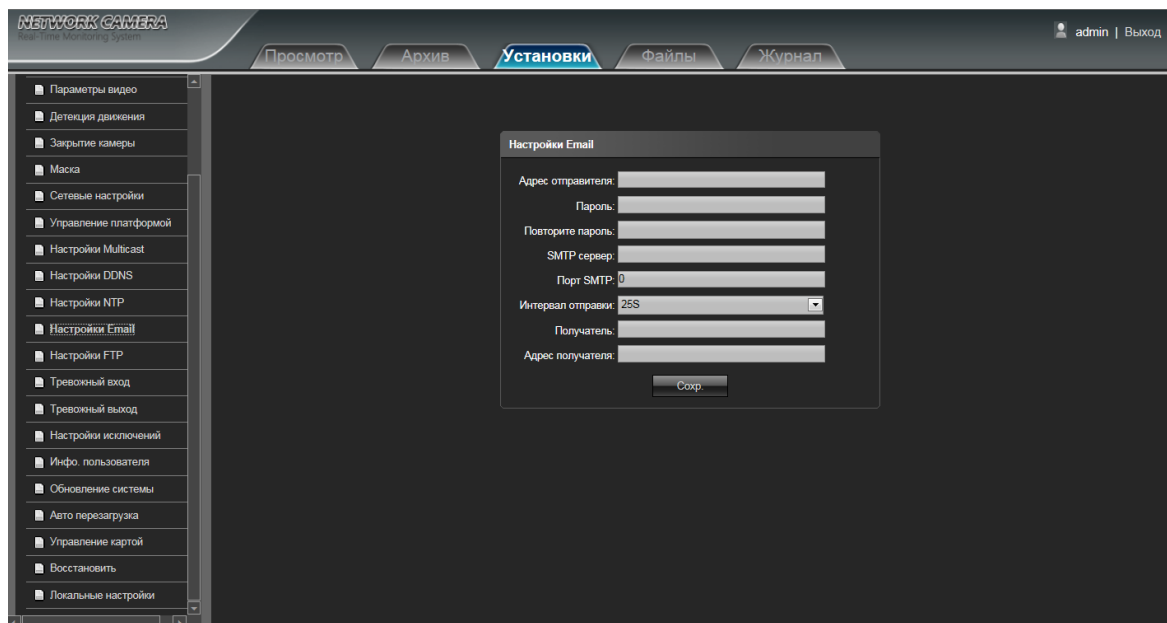 NETWORK CAMERA
Real-Time Monitoring System
admin | Выход
Просмотр Архив Установки Файлы Журнал
Параметры видео
Детекция движения
Закрытие камеры
Маска
Сетевые настройки
Управление платформой
Настройки Multicast
Настройки DDNS
Настройки NTP
Настройки Email
Настройки FTP
Тревожный вход
Тревожный выход
Настройки исключений
Инфо. пользователя
Обновление системы
Авто перезагрузка
Управление картой
Восстановить
Локальные настройки
Настройки Email
Адрес отправителя:
Пароль:
Повторите пароль:
SMTP сервер:
Порт SMTP: 0
Интервал отправки: 25S
Получатель:
Адрес получателя:
Сохр.